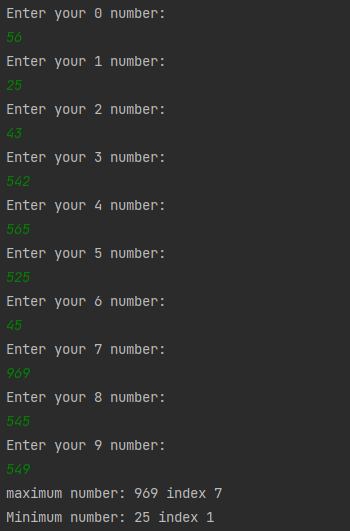 Enter your 0 number:
56
Enter your 1 number:
25
Enter your 2 number:
43
Enter your 3 number:
542
Enter your 4 number:
565
Enter your 5 number:
525
Enter your 6 number:
45
Enter your 7 number:
969
Enter your 8 number:
545
Enter your 9 number:
549
maximum number: 969 index 7
Minimum number: 25 index 1